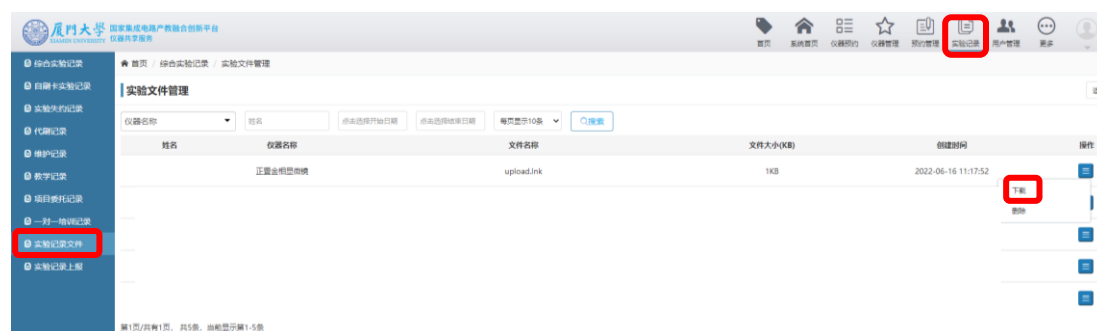 厦门大学 国家集成电路产教融合创新平台
XIAMEN UNIVERSITY 仪器共享服务
首页 系统首页 仪器预约 仪器管理 预约管理 实验记录 用户管理 更多
综合实验记录
自刷卡实验记录
实验失约记录
代刷记录
维护记录
教学记录
项目委托记录
一对一培训记录
实验记录文件
实验记录上报
首页 / 综合实验记录 / 实验文件管理
实验文件管理
仪器名称 姓名 点击选择开始日期 点击选择结束日期 每页显示10条 搜索
姓名 仪器名称 文件名称 文件大小(KB) 创建时间 操作
正置金相显微镜 upload.lnk 1KB 2022-06-16 11:17:52
下载
删除
第1页/共有1页, 共5条, 当前显示第1-5条